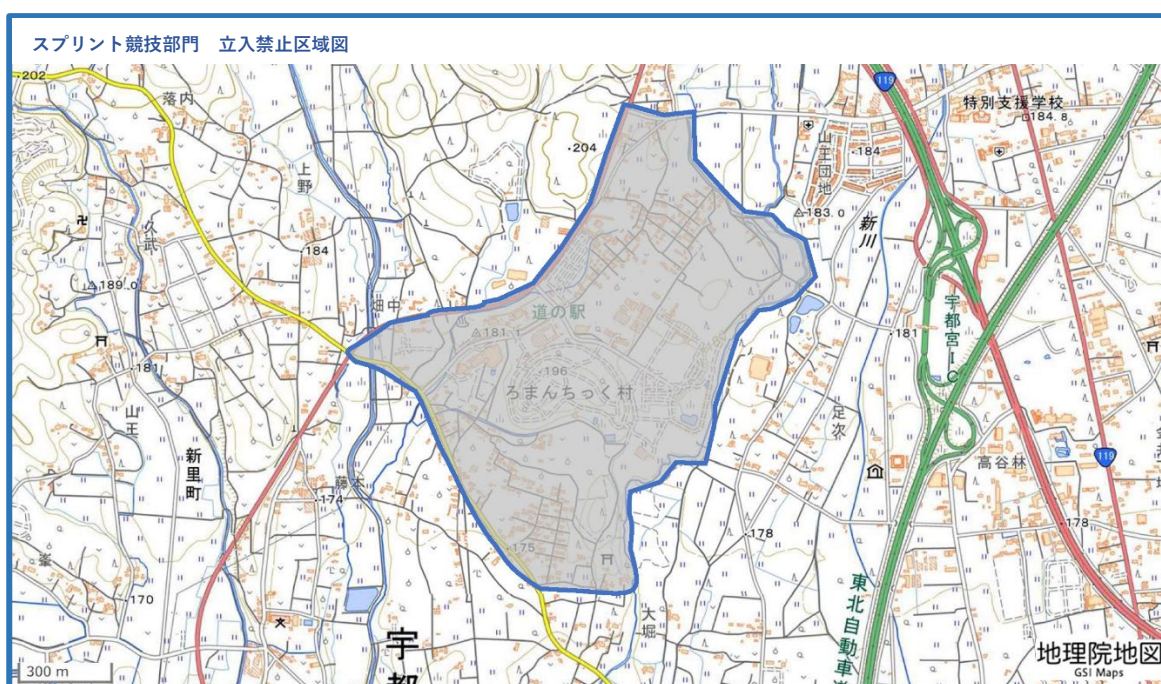 スプリント競技部門　立入禁止区域図
202
落内
119
特別支援学校
184.8
上野
204
山王団地
184
183.0
新川
久武
184
189.0
畑中
道の駅
181.1
181
宇都宮IC
181
196
ろまんちっく村
山王
足次
新里町
175
高谷林
119
藤本
174
178
178
175
峯
170
東北自動車道
大堀
宇都
300 m
地理院地図
GSI Maps